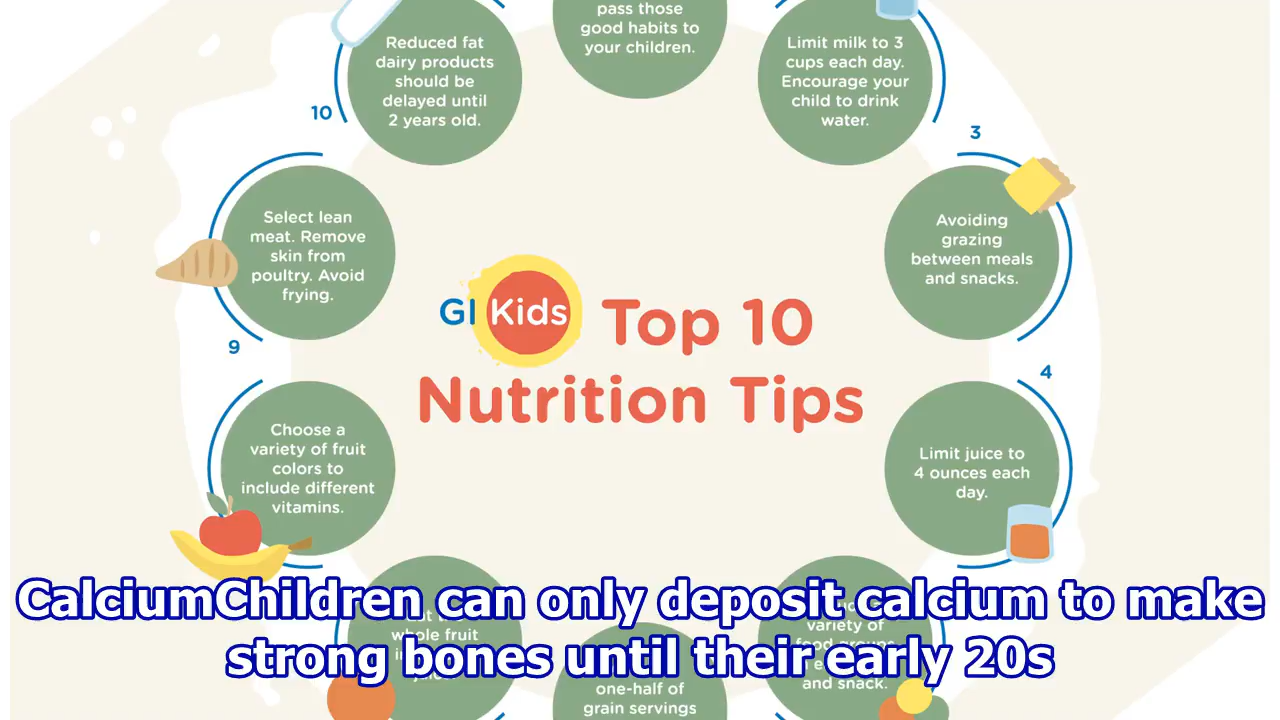 pass those
good habits to
your children.
Reduced fat
dairy products
should be
delayed until
2 years old.
Limit milk to 3
cups each day.
Encourage your
child to drink
water.
10
3
Select lean
meat. Remove
skin from
poultry. Avoid
frying.
Avoiding
grazing
between meals
and snacks.
GI Kids Top 10
Nutrition Tips
9
4
Choose a
variety of fruit
colors to
include different
vitamins.
Limit juice to
4 ounces each
day.
whole fruit
variety of
and snack.
one-half of
grain servings
CalciumChildren can only deposit calcium to make
strong bones until their early 20s